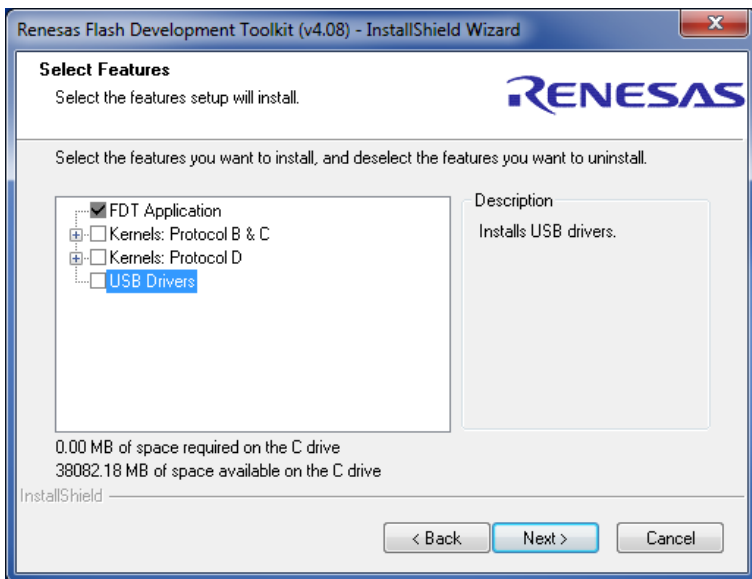 Renesas Flash Development Toolkit (v4.08) - InstallShield Wizard
Select Features
Select the features setup will install.
RENESAS
Select the features you want to install, and deselect the features you want to uninstall.
FDT Application
Kernels: Protocol B & C
Kernels: Protocol D
USB Drivers
Description
Installs USB drivers.
0.00 MB of space required on the C drive
38082.18 MB of space available on the C drive
InstallShield
< Back Next > Cancel